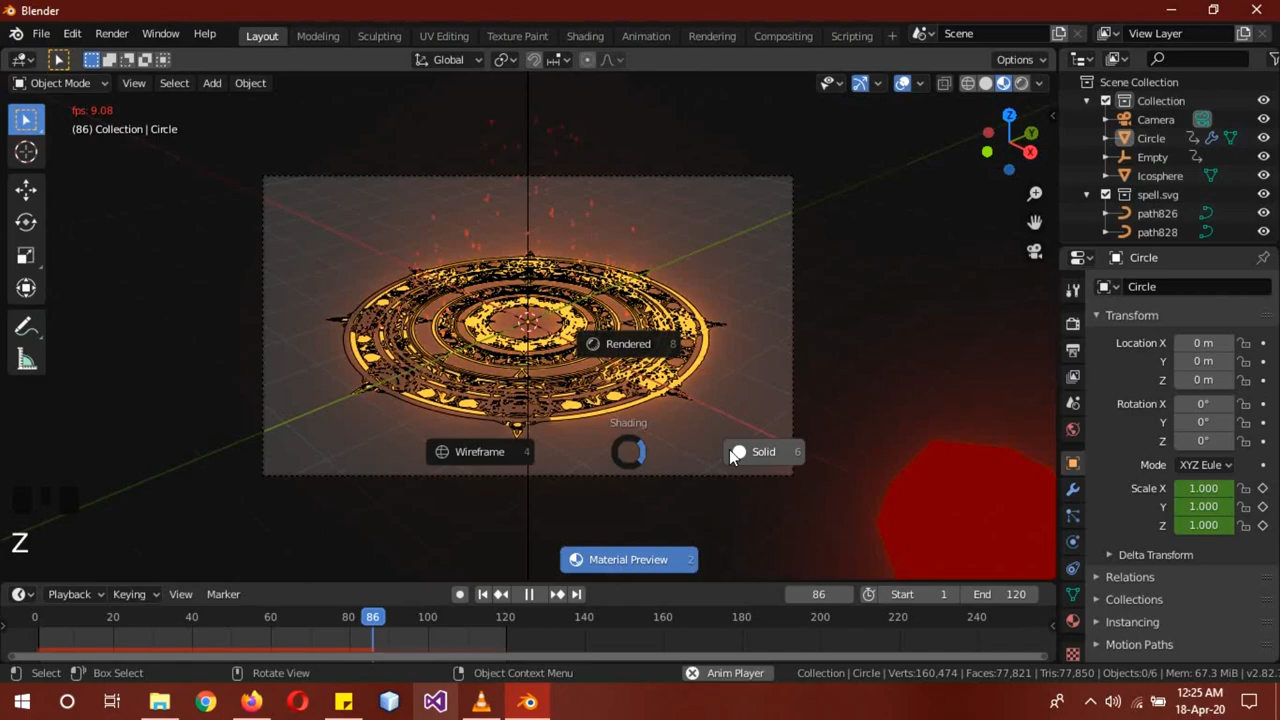 Blender
File Edit Render Window Help Layout Modeling Sculpting UV Editing Texture Paint Shading Animation Rendering Compositing Scripting + Scene View Layer
Global Options
Object Mode View Select Add Object
fps: 9.08
(86) Collection | Circle
Z
Y
X
Scene Collection
Collection
Camera
Circle
Empty
Icosphere
spell.svg
path826
path828
Circle
Circle
Transform
Location X 0 m
Y 0 m
Z 0 m
Rotation X 0°
Y 0°
Z 0°
Mode XYZ Eule
Scale X 1.000
Y 1.000
Z 1.000
Delta Transform
Relations
Collections
Instancing
Motion Paths
Rendered 8
Shading
Wireframe 4
Solid 6
Material Preview 2
Z
Playback Keying View Marker 86 Start 1 End 120
0 20 40 60 86 100 120 140 160 180 200 220 240
Select Box Select Rotate View Object Context Menu Anim Player Collection | Circle | Verts:160,474 | Faces:77,821 | Tris:77,850 | Objects:0/6 | Mem: 67.3 MiB | v2.82.
12:25 AM
18-Apr-20